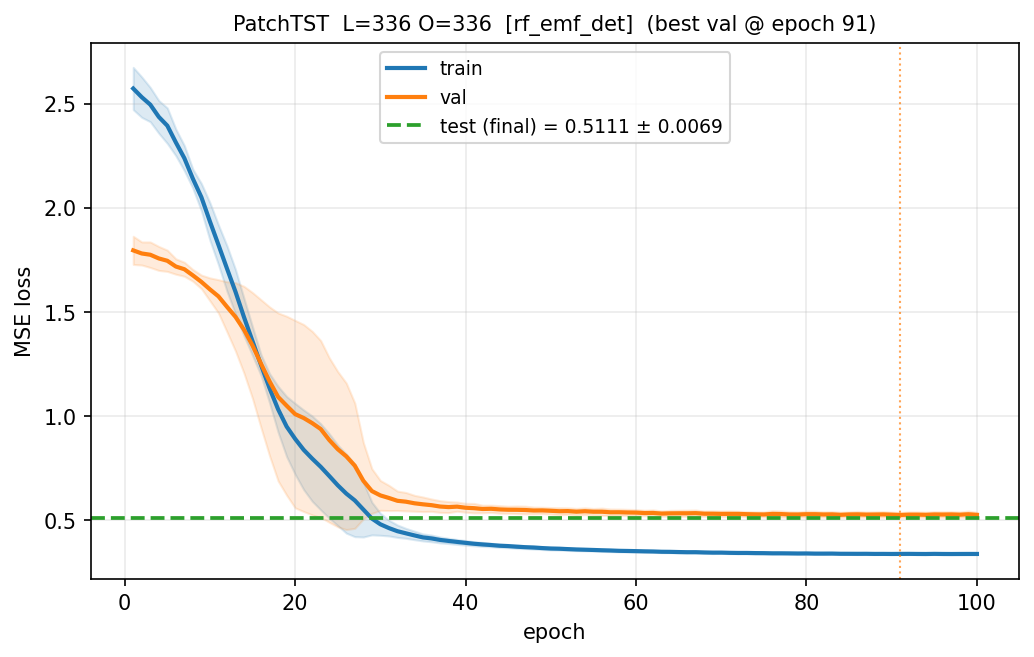 PatchTST L=336 O=336 [rf_emf_det] (best val @ epoch 91)
train
val
test (final) = 0.5111 ± 0.0069
MSE loss
2.5
2.0
1.5
1.0
0.5
0 20 40 60 80 100
epoch